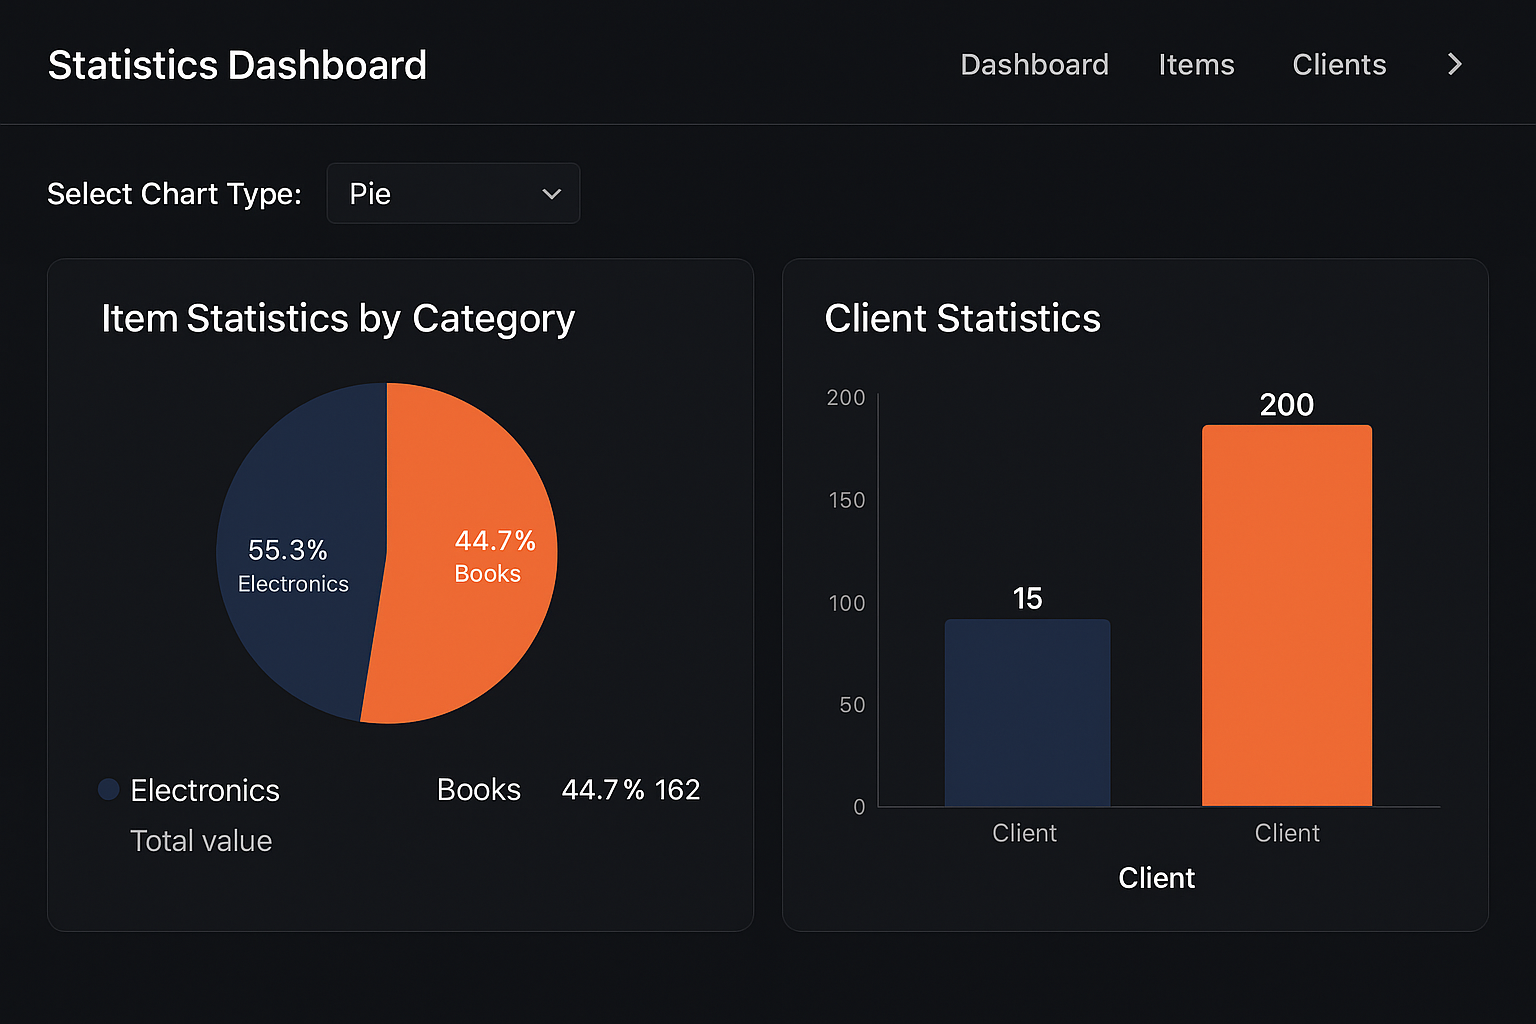 Statistics Dashboard
Dashboard Items Clients
Select Chart Type: Pie
Item Statistics by Category
55.3%
Electronics
44.7%
Books
Electronics
Books 44.7% 162
Total value
Client Statistics
200
150
100
50
0
15
200
Client Client
Client